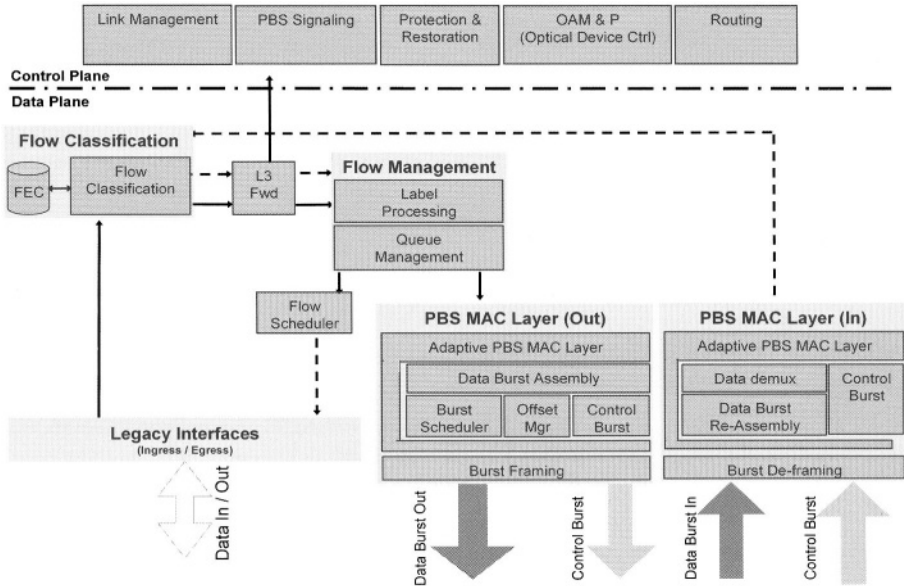 Link Management
PBS Signaling
Protection &
Restoration
OAM & P
(Optical Device Ctrl)
Routing
Control Plane
Data Plane
Flow Classification
FEC
Flow
Classification
L3
Fwd
Flow Management
Label
Processing
Queue
Management
Flow
Scheduler
PBS MAC Layer (Out)
Adaptive PBS MAC Layer
Data Burst Assembly
Burst
Scheduler
Offset
Mgr
Control
Burst
Burst Framing
PBS MAC Layer (In)
Adaptive PBS MAC Layer
Data demux
Data Burst
Re-Assembly
Control
Burst
Burst De-framing
Legacy Interfaces
(Ingress / Egress)
Data In / Out
Data Burst Out
Control Burst
Data Burst In
Control Burst